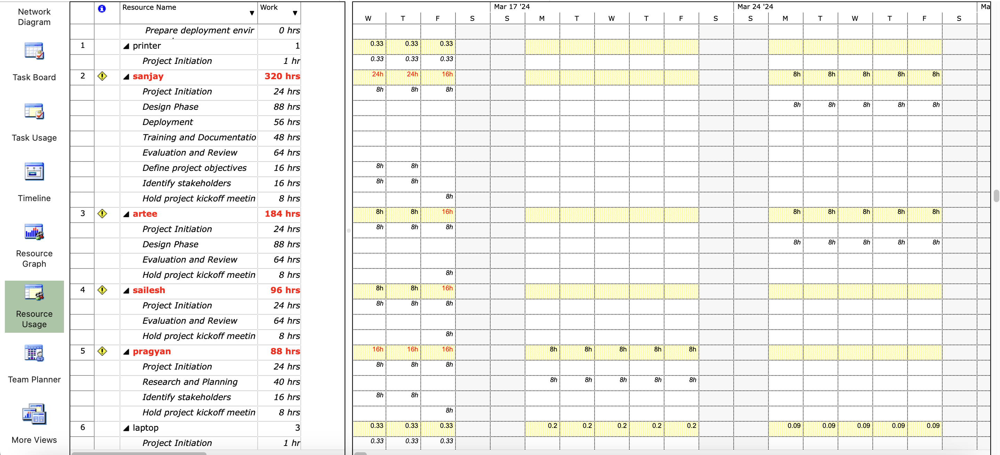 Network
Diagram
Task Board
Task Usage
Timeline
Resource
Graph
Resource
Usage
Team Planner
More Views
Resource Name Work
Mar 17 '24 Mar 24 '24 Ma
W T F S S M T W T F S S M T W T F S
Prepare deployment envir 0 hrs
1 printer 1 0.33 0.33 0.33
Project Initiation 1 hr 0.33 0.33 0.33
2 sanjay 320 hrs 24h 24h 16h 8h 8h 8h 8h 8h
Project Initiation 24 hrs 8h 8h 8h
Design Phase 88 hrs 8h 8h 8h 8h 8h
Deployment 56 hrs
Training and Documentatio 48 hrs
Evaluation and Review 64 hrs
Define project objectives 16 hrs 8h 8h
Identify stakeholders 16 hrs 8h 8h
Hold project kickoff meetin 8 hrs 8h
3 artee 184 hrs 8h 8h 16h 8h 8h 8h 8h 8h
Project Initiation 24 hrs 8h 8h 8h
Design Phase 88 hrs 8h 8h 8h 8h 8h
Evaluation and Review 64 hrs
Hold project kickoff meetin 8 hrs 8h
4 sailesh 96 hrs 8h 8h 16h
Project Initiation 24 hrs 8h 8h 8h
Evaluation and Review 64 hrs
Hold project kickoff meetin 8 hrs 8h
5 pragyan 88 hrs 16h 16h 16h 8h 8h 8h 8h 8h
Project Initiation 24 hrs 8h 8h 8h
Research and Planning 40 hrs 8h 8h 8h 8h 8h
Identify stakeholders 16 hrs 8h 8h
Hold project kickoff meetin 8 hrs 8h
6 laptop 3 0.33 0.33 0.33 0.2 0.2 0.2 0.2 0.2 0.09 0.09 0.09 0.09 0.09
Project Initiation 1 hr 0.33 0.33 0.33